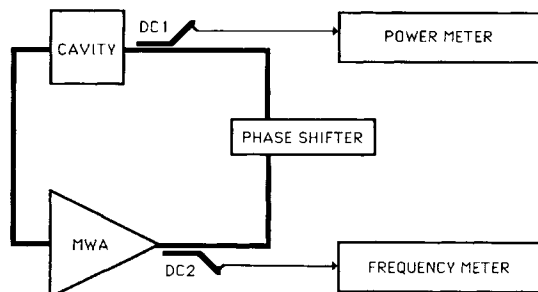 DC1
POWER METER
CAVITY
PHASE SHIFTER
MWA
DC2
FREQUENCY METER